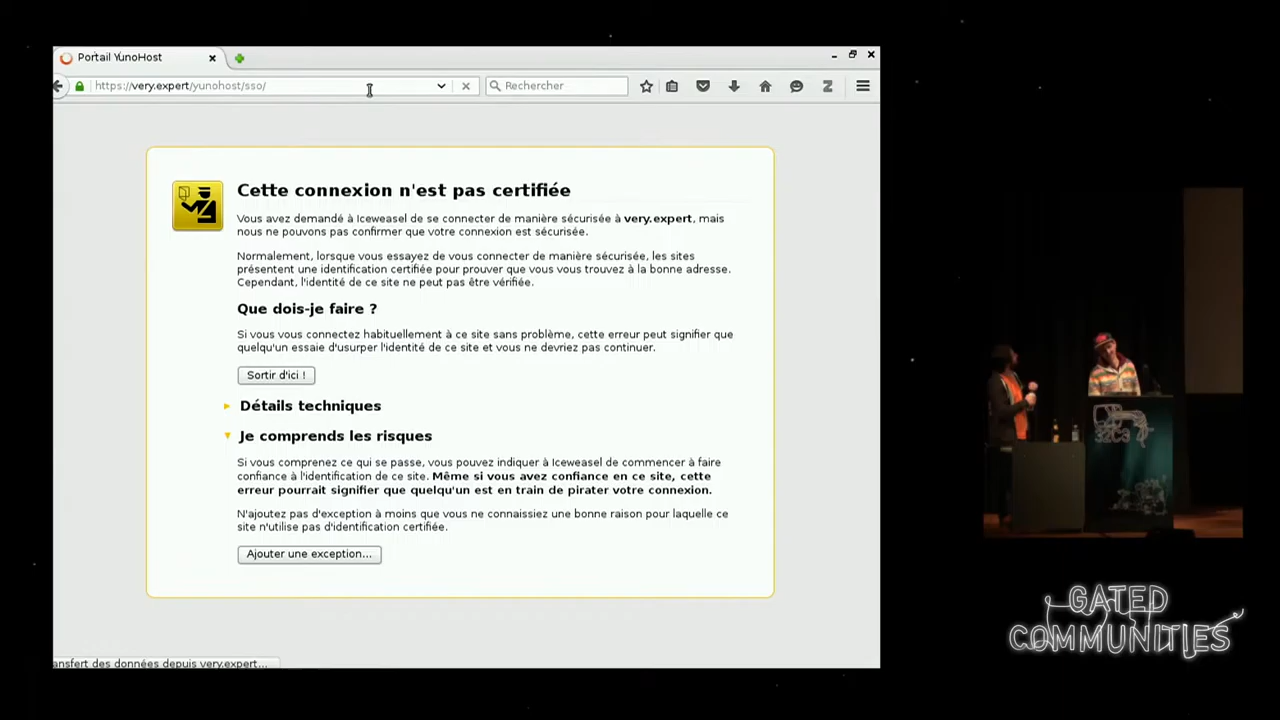 Portail YunoHost
https://very.expert/yunohost/sso/
Rechercher
Cette connexion n'est pas certifiée
Vous avez demandé à Iceweasel de se connecter de manière sécurisée à very.expert, mais
nous ne pouvons pas confirmer que votre connexion est sécurisée.
Normalement, lorsque vous essayez de vous connecter de manière sécurisée, les sites
présentent une identification certifiée pour prouver que vous vous trouvez à la bonne adresse.
Cependant, l'identité de ce site ne peut pas être vérifiée.
Que dois-je faire ?
Si vous vous connectez habituellement à ce site sans problème, cette erreur peut signifier que
quelqu'un essaie d'usurper l'identité de ce site et vous ne devriez pas continuer.
Sortir d'ici !
Détails techniques
Je comprends les risques
Si vous comprenez ce qui se passe, vous pouvez indiquer à Iceweasel de commencer à faire
confiance à l'identification de ce site. Même si vous avez confiance en ce site, cette
erreur pourrait signifier que quelqu'un est en train de pirater votre connexion.
N'ajoutez pas d'exception à moins que vous ne connaissiez une bonne raison pour laquelle ce
site n'utilise pas d'identification certifiée.
Ajouter une exception...
ansfert des données depuis very.expert...
32C3
GATED
COMMUNITIES